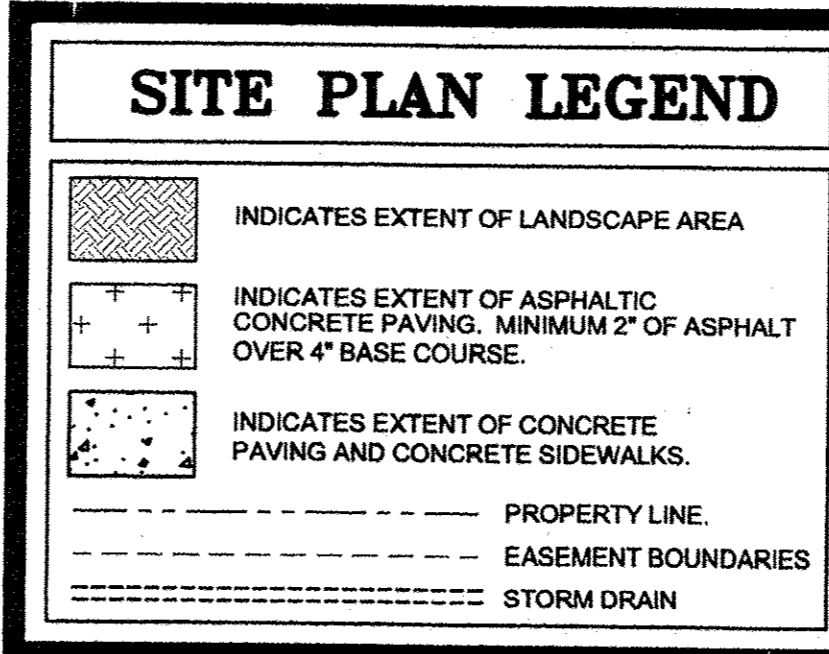 SITE PLAN LEGEND
INDICATES EXTENT OF LANDSCAPE AREA
INDICATES EXTENT OF ASPHALTIC
CONCRETE PAVING. MINIMUM 2" OF ASPHALT
OVER 4" BASE COURSE.
INDICATES EXTENT OF CONCRETE
PAVING AND CONCRETE SIDEWALKS.
PROPERTY LINE.
EASEMENT BOUNDARIES
STORM DRAIN